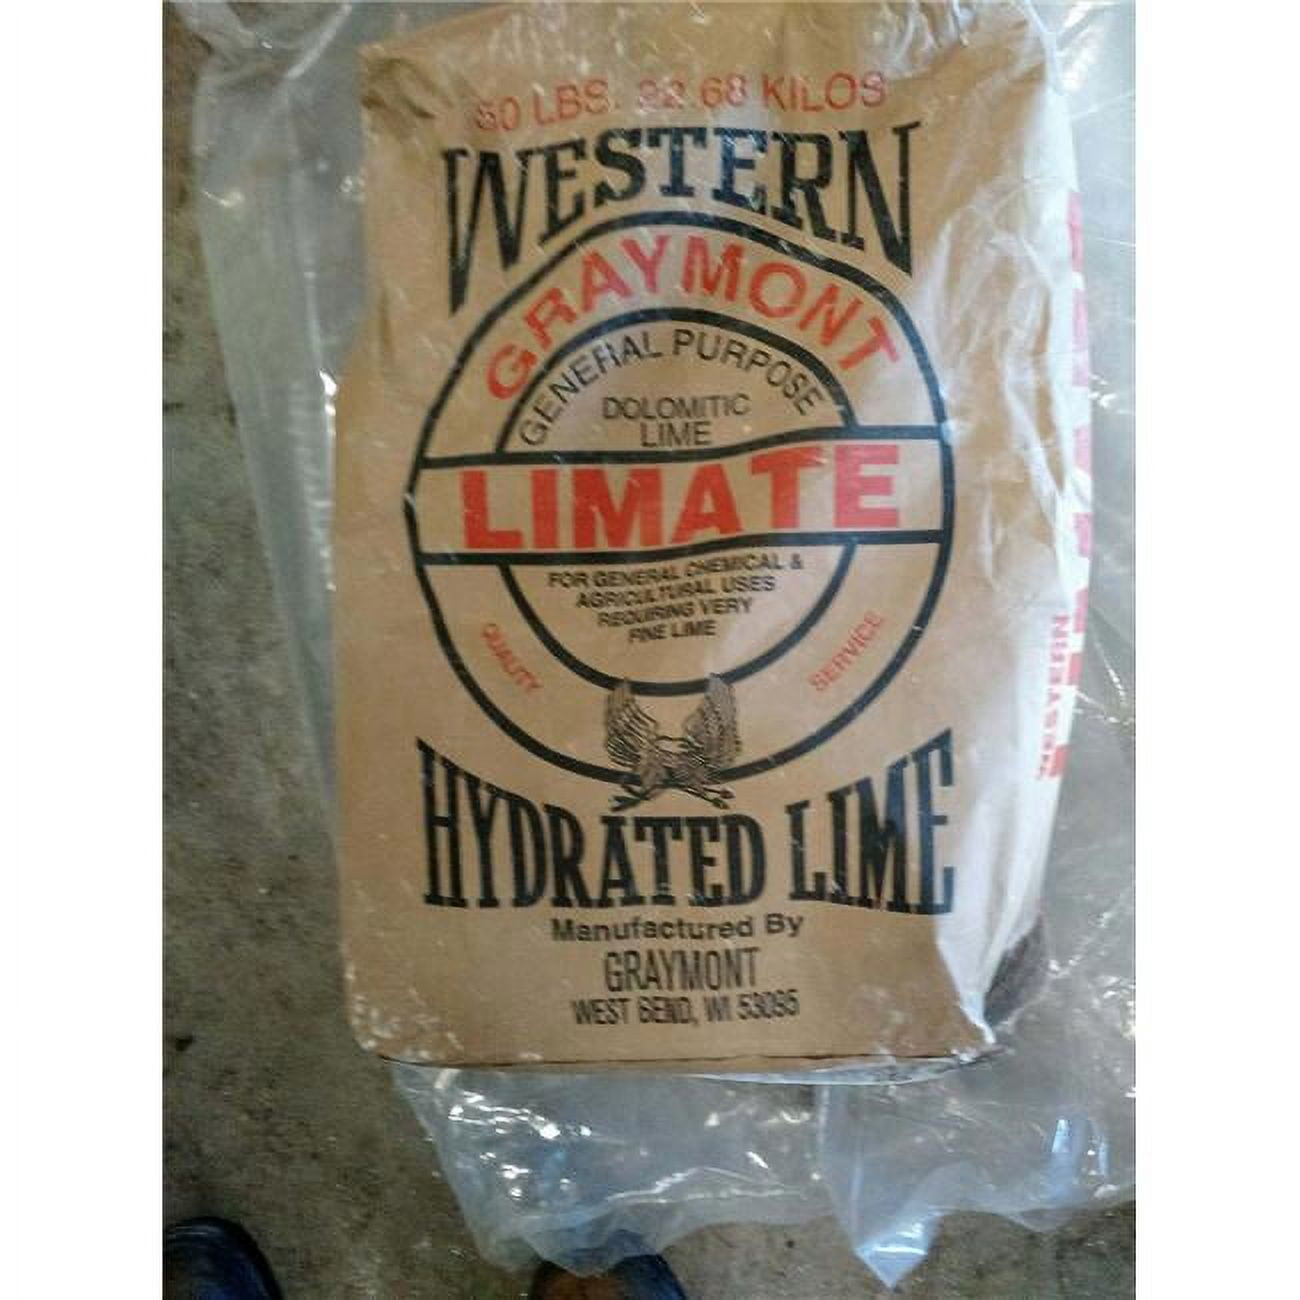 50 LBS. 22.68 KILOS
WESTERN
GRAYMONT
GENERAL PURPOSE
DOLOMITIC
LIME
LIMATE
FOR GENERAL CHEMICAL &
AGRICULTURAL USES
REQUIRING VERY
FINE LIME
QUALITY
SERVICE
HYDRATED LIME
Manufactured By
GRAYMONT
WEST BEND, WI 53095
WESTERN